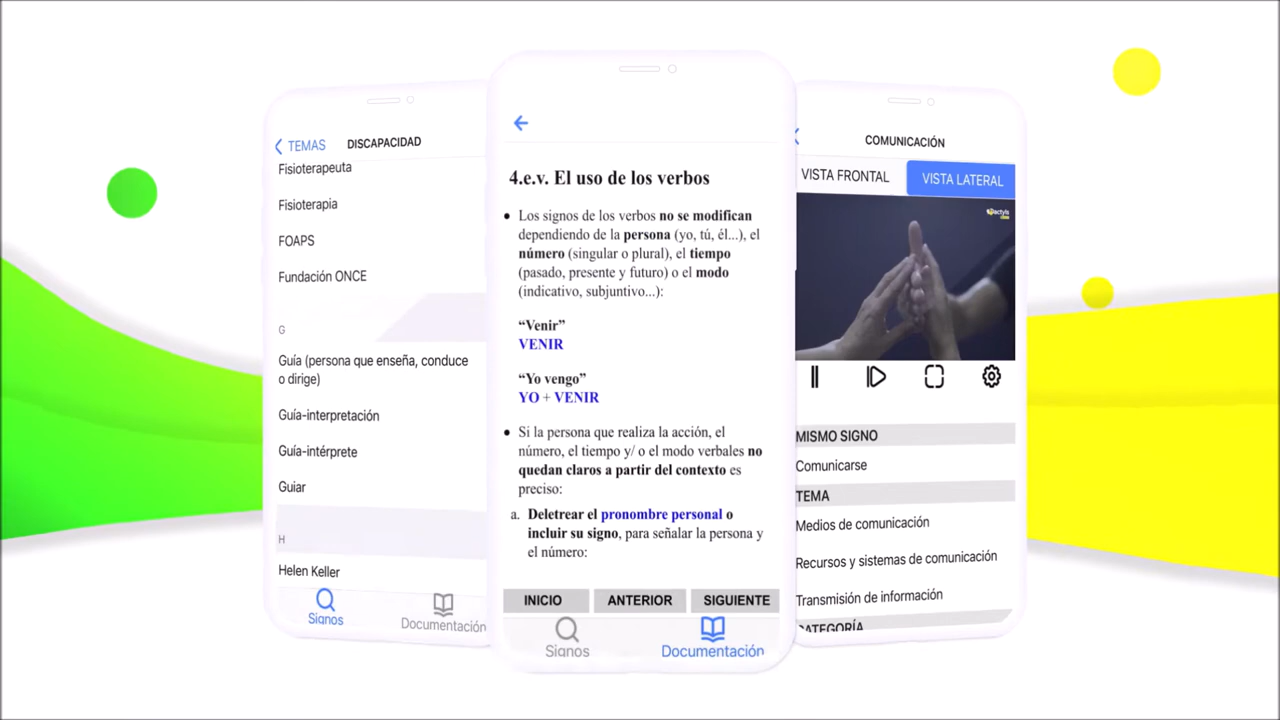 TEMAS
DISCAPACIDAD
Fisioterapeuta
Fisioterapia
FOAPS
Fundación ONCE
G
Guía (persona que enseña, conduce
o dirige)
Guía-interpretación
Guía-intérprete
Guiar
H
Helen Keller
Signos
Documentación
4.e.v. El uso de los verbos
• Los signos de los verbos no se modifican
dependiendo de la persona (yo, tú, él...), el
número (singular o plural), el tiempo
(pasado, presente y futuro) o el modo
(indicativo, subjuntivo...):
“Venir”
VENIR
“Yo vengo”
YO + VENIR
• Si la persona que realiza la acción, el
número, el tiempo y/ o el modo verbales no
quedan claros a partir del contexto es
preciso:
a. Deletrear el pronombre personal o
incluir su signo, para señalar la persona y
el número:
INICIO
ANTERIOR
SIGUIENTE
Signos
Documentación
COMUNICACIÓN
VISTA FRONTAL
VISTA LATERAL
MISMO SIGNO
Comunicarse
TEMA
Medios de comunicación
Recursos y sistemas de comunicación
Transmisión de información
CATEGORÍA